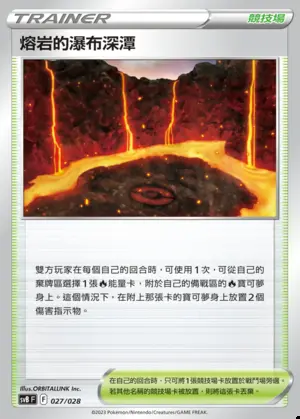 TRAINER
競技場
熔岩的瀑布深潭
雙方玩家在每個自己的回合時,可使用1次,可從自己的
棄牌區選擇1張🔥能量卡,附於自己的備戰區的🔥寶可夢
身上。這個情況下,在附上那張卡的寶可夢身上放置2個
傷害指示物。
Illus.ORBITALLINK Inc.
在自己的回合時,只可將1張競技場卡放置於戰鬥場旁邊。
若其他名稱的競技場卡被放置,則將這張卡丟棄。
SVB F F 027/028
©2023 Pokémon/Nintendo/Creatures/GAME FREAK.